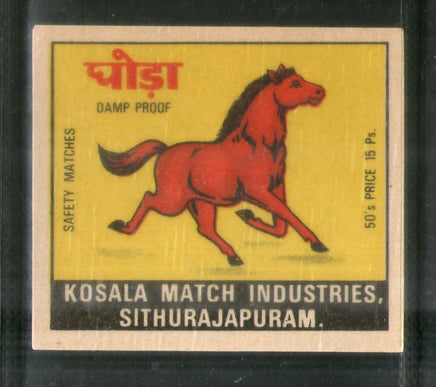 घोड़ा
DAMP PROOF
SAFETY MATCHES
50's PRICE 15 Ps.
KOSALA MATCH INDUSTRIES,
SITHURAJAPURAM.